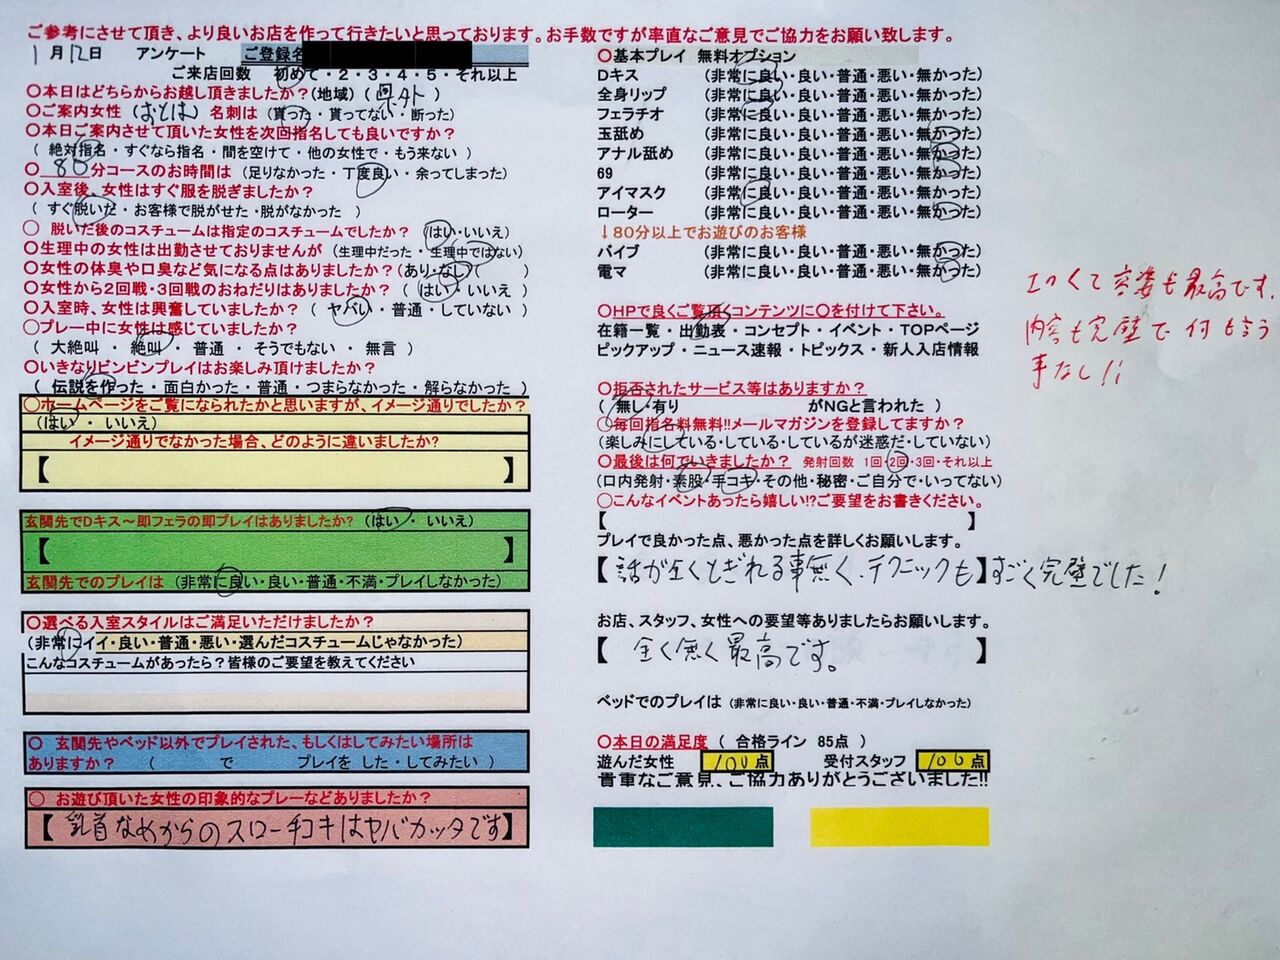 ご参考にさせて頂き、より良いお店を作って行きたいと思っております。お手数ですが率直なご意見でご協力をお願い致します。
1月12日 アンケート ご登録名
ご来店回数 初めて・2・3・4・5・それ以上
〇本日はどちらからお越し頂きましたか?(地域)( 県外 )
〇ご案内女性 (おとは) 名刺は (貰った・貰ってない・断った)
〇本日ご案内させて頂いた女性を次回指名しても良いですか?
( 絶対指名・すぐなら指名・間を空けて・他の女性で・もう来ない )
〇 80分コースのお時間は (足りなかった・丁度良い・余ってしまった)
〇入室後、女性はすぐ服を脱ぎましたか?
( すぐ脱いだ・お客様で脱がせた・脱がなかった )
〇 脱いだ後のコスチュームは指定のコスチュームでしたか? (はい・いいえ)
〇生理中の女性は出勤させておりませんが (生理中だった・生理中ではない)
〇女性の体臭や口臭など気になる点はありましたか?(あり・なし)( )
〇女性から2回戦・3回戦のおねだりはありましたか? ( はい・いいえ )
〇入室時、女性は興奮していましたか? ( ヤバい・普通・していない )
〇プレー中に女性は感じていましたか?
( 大絶叫・ 絶叫・ 普通 ・ そうでもない ・ 無言 )
〇いきなりビンビンプレイはお楽しみ頂けましたか?
( 伝説を作った・面白かった・普通・つまらなかった・解らなかった )
〇ホームページをご覧になられたかと思いますが、イメージ通りでしたか?
(はい ・ いいえ)
イメージ通りでなかった場合、どのように違いましたか?
【 】
玄関先でDキス～即フェラの即プレイはありましたか? (はい ・ いいえ)
【 】
玄関先でのプレイは (非常に良い・良い・普通・不満・プレイしなかった)
〇選べる入室スタイルはご満足いただけましたか?
(非常にイイ・良い・普通・悪い・選んだコスチュームじゃなかった)
こんなコスチュームがあったら?皆様のご要望を教えてください
〇 玄関先やベッド以外でプレイされた、もしくはしてみたい場所は
ありますか? ( で プレイを した・してみたい )
〇 お遊び頂いた女性の印象的なプレーなどありましたか?
【 乳首なめからのスロー手コキはヤバカッタです】
〇基本プレイ 無料オプション
Dキス (非常に良い・良い・普通・悪い・無かった)
全身リップ (非常に良い・良い・普通・悪い・無かった)
フェラチオ (非常に良い・良い・普通・悪い・無かった)
玉舐め (非常に良い・良い・普通・悪い・無かった)
アナル舐め (非常に良い・良い・普通・悪い・無かった)
69 (非常に良い・良い・普通・悪い・無かった)
アイマスク (非常に良い・良い・普通・悪い・無かった)
ローター (非常に良い・良い・普通・悪い・無かった)
↓80分以上でお遊びのお客様
バイブ (非常に良い・良い・普通・悪い・無かった)
電マ (非常に良い・良い・普通・悪い・無かった)
〇HPで良くご覧頂くコンテンツに〇を付けて下さい。
在籍一覧・出勤表・コンセプト・イベント・TOPページ
ピックアップ・ニュース速報・トピックス・新人入店情報
〇拒否されたサービス等はありますか?
( 無し・有り がNGと言われた )
〇毎回指名料無料!!メールマガジンを登録してますか?
(楽しみにしている・している・しているが迷惑だ・していない)
〇最後は何でいきましたか? 発射回数 1回・2回・3回・それ以上
(口内発射・素股・手コキ・その他・秘密・ご自分で・いってない)
〇こんなイベントあったら嬉しい!?ご要望をお書きください。
【 】
プレイで良かった点、悪かった点を詳しくお願いします。
【話が全くとぎれる事無く、テクニックも】すごく完璧でした!
お店、スタッフ、女性への要望等ありましたらお願いします。
【 全く無く最高です。 】
ベッドでのプレイは (非常に良い・良い・普通・不満・プレイしなかった)
〇本日の満足度 ( 合格ライン 85点 )
遊んだ女性 100点 受付スタッフ 100点
貴重なご意見、ご協力ありがとうございました!!
エロくて容姿も最高です。
内容も完璧で何も言う
事なし!!